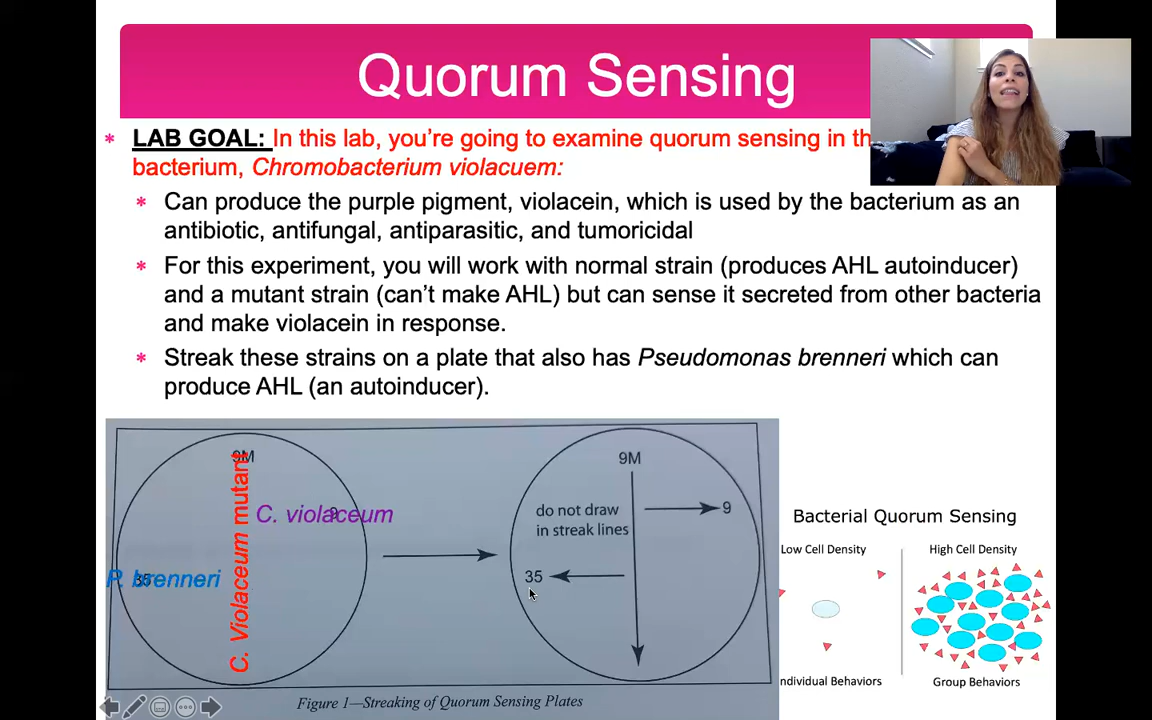 Quorum Sensing
* LAB GOAL: In this lab, you're going to examine quorum sensing in th
bacterium, Chromobacterium violacuem:
* Can produce the purple pigment, violacein, which is used by the bacterium as an
antibiotic, antifungal, antiparasitic, and tumoricidal
* For this experiment, you will work with normal strain (produces AHL autoinducer)
and a mutant strain (can't make AHL) but can sense it secreted from other bacteria
and make violacein in response.
* Streak these strains on a plate that also has Pseudomonas brenneri which can
produce AHL (an autoinducer).
9M
C. Violaceum mutant
9
C. violaceum
35
P. brenneri
9M
do not draw
in streak lines
9
35
Figure 1—Streaking of Quorum Sensing Plates
Bacterial Quorum Sensing
Low Cell Density
High Cell Density
ndividual Behaviors
Group Behaviors